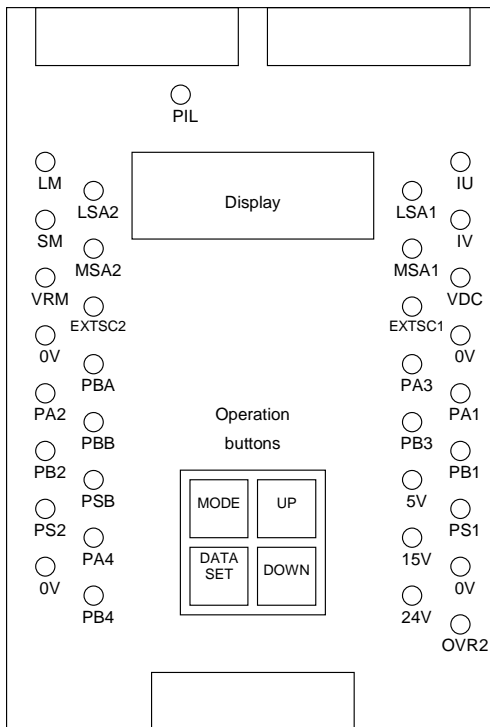 PIL
LM
IU
LSA2
Display
LSA1
SM
IV
MSA2
MSA1
VRM
VDC
EXTSC2
EXTSC1
0V
0V
PBA
PA3
PA2
PA1
Operation
buttons
PBB
PB3
PB2
PB1
PSB
MODE
UP
5V
PS2
PS1
PA4
DATA
SET
DOWN
15V
0V
0V
PB4
24V
OVR2